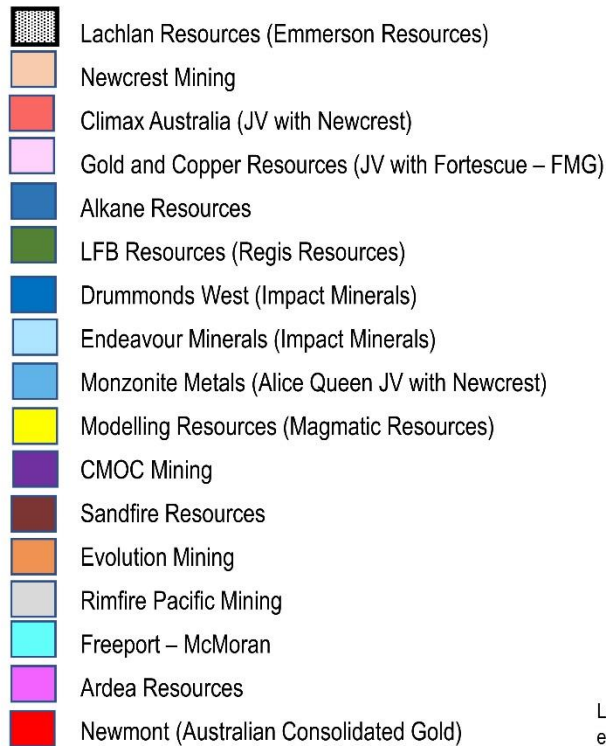 Lachlan Resources (Emmerson Resources)
Newcrest Mining
Climax Australia (JV with Newcrest)
Gold and Copper Resources (JV with Fortescue – FMG)
Alkane Resources
LFB Resources (Regis Resources)
Drummonds West (Impact Minerals)
Endeavour Minerals (Impact Minerals)
Monzonite Metals (Alice Queen JV with Newcrest)
Modelling Resources (Magmatic Resources)
CMOC Mining
Sandfire Resources
Evolution Mining
Rimfire Pacific Mining
Freeport – McMoran
Ardea Resources
Newmont (Australian Consolidated Gold)